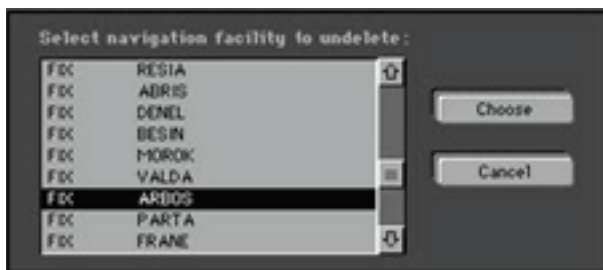 Select navigation facility to undelete:
FIX RESIA
FIX ABRIS
FIX DENEL
FIX BESIN
FIX MOROK
FIX VALDA
FIX ARBOS
FIX PARTA
FIX FRANE
Choose
Cancel